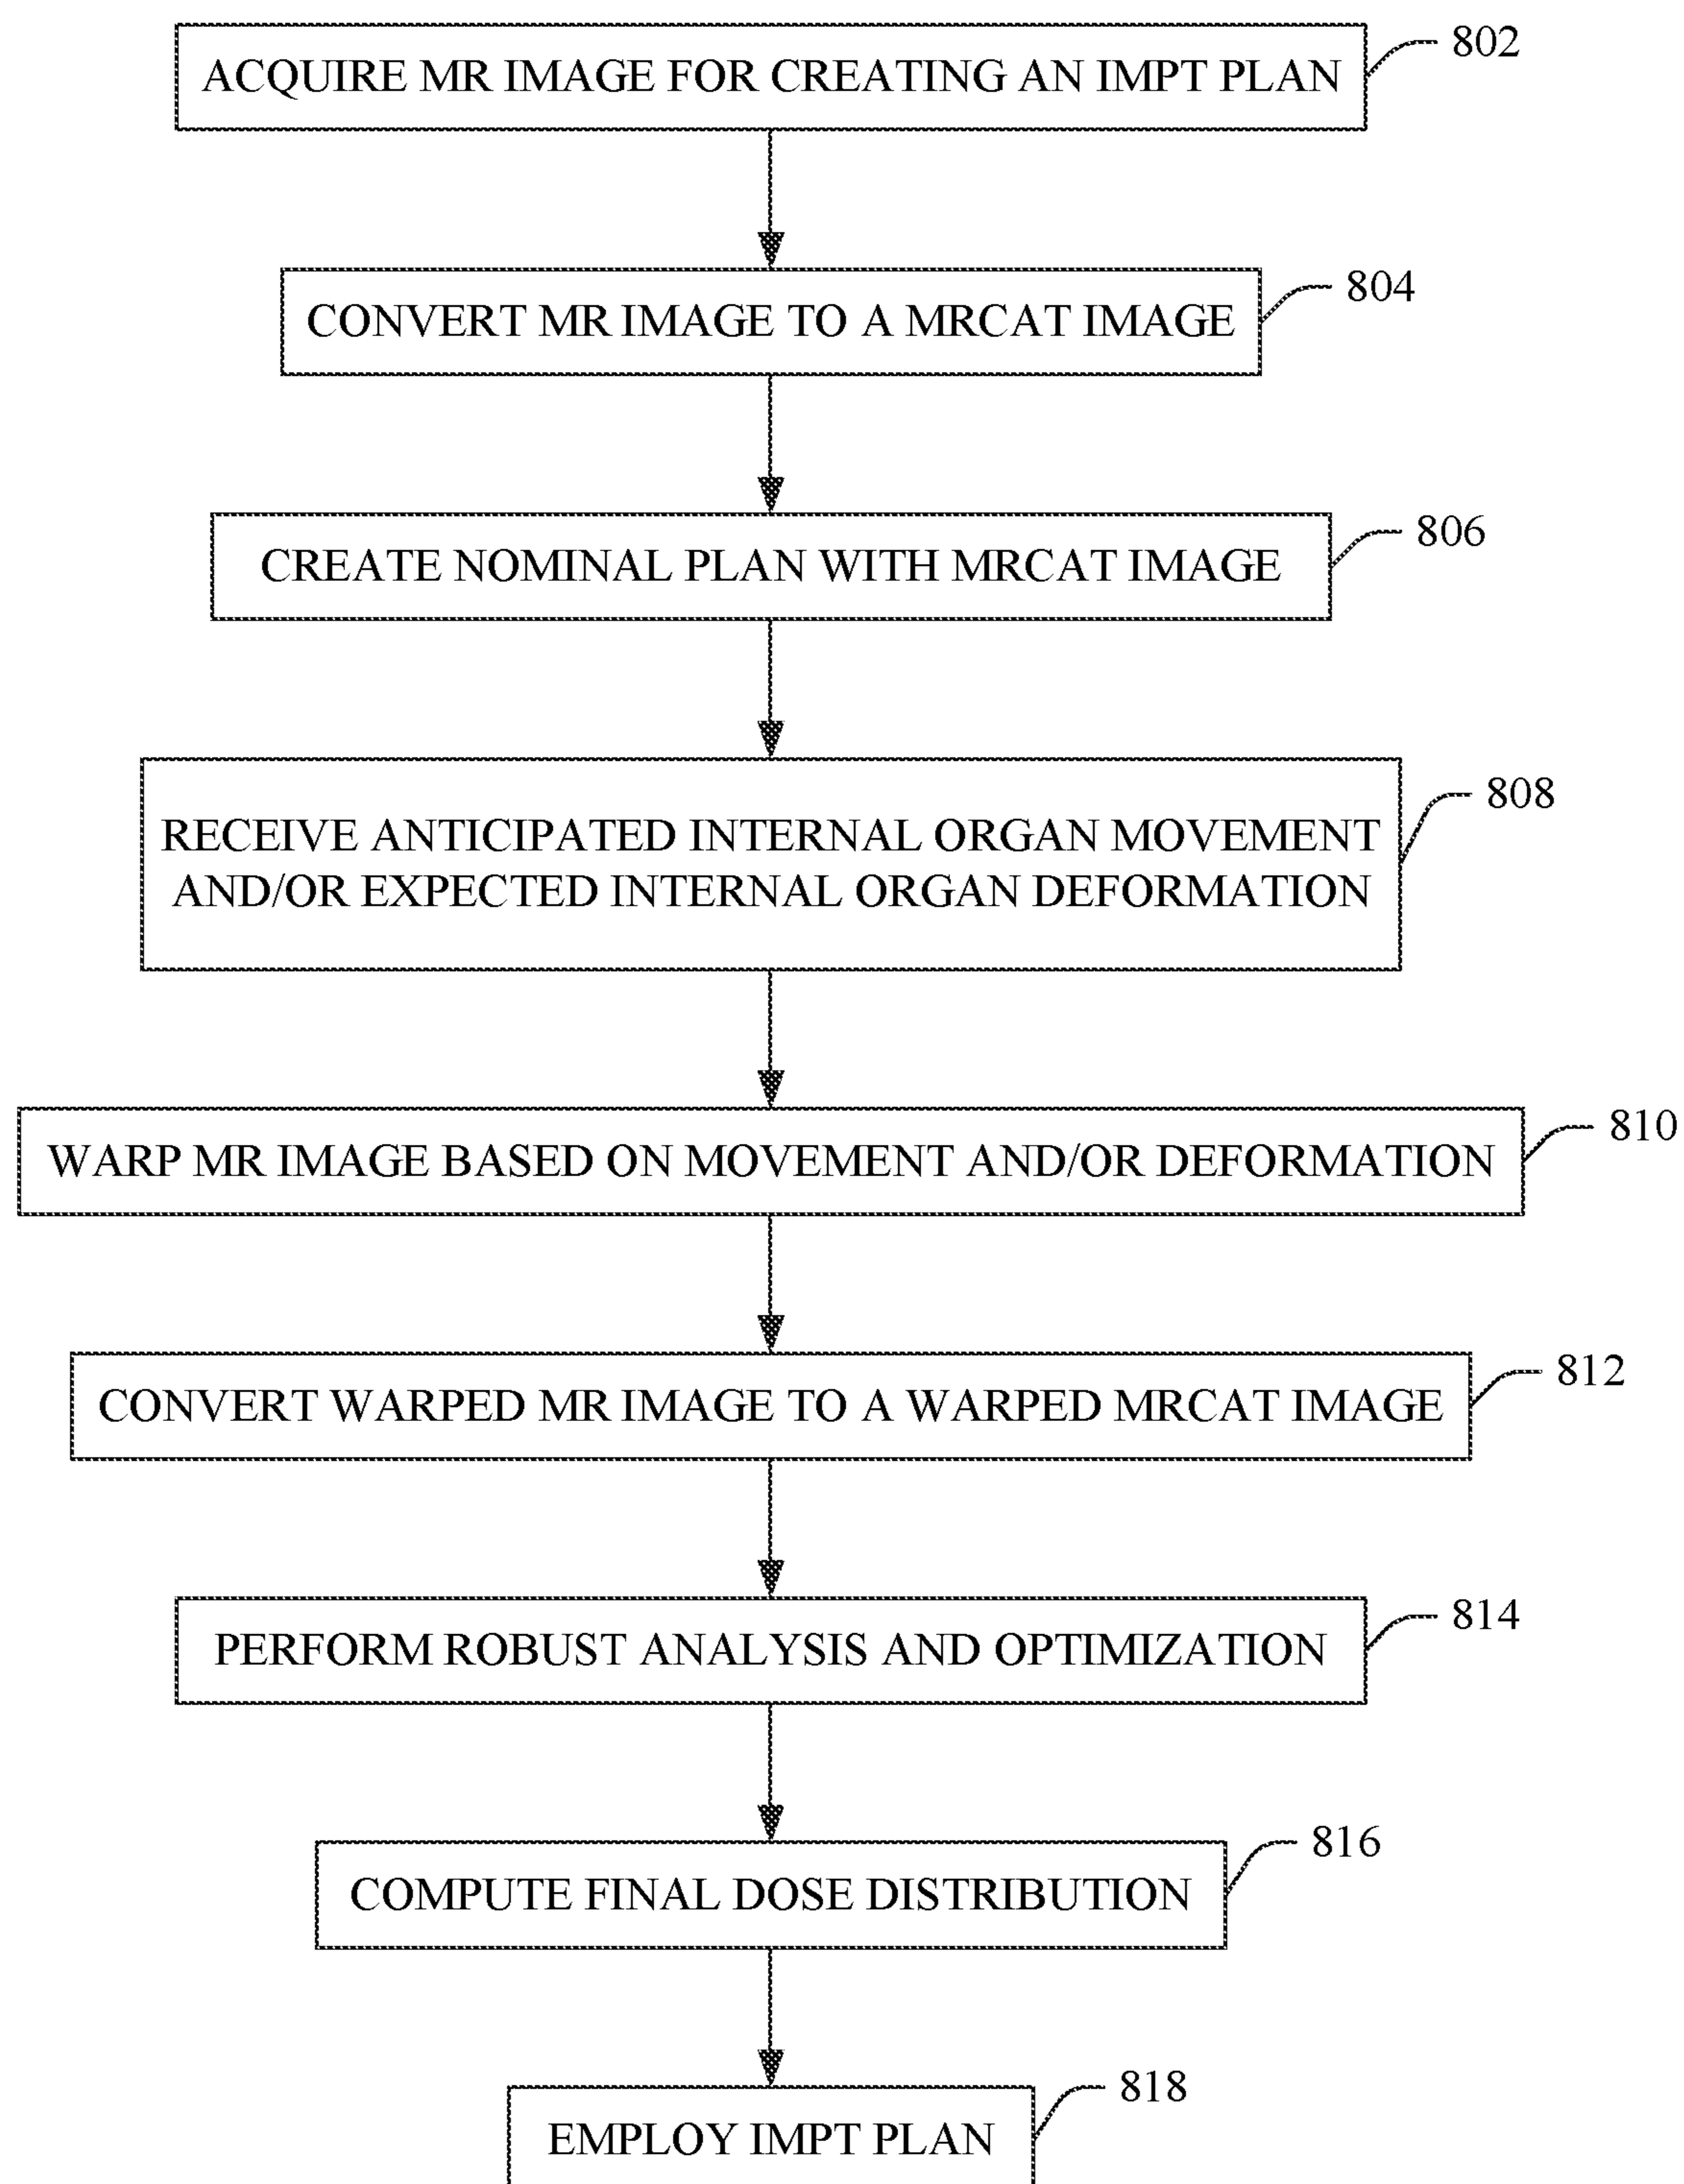 ACQUIRE MR IMAGE FOR CREATING AN IMPT PLAN
802
CONVERT MR IMAGE TO A MRCAT IMAGE
804
CREATE NOMINAL PLAN WITH MRCAT IMAGE
806
RECEIVE ANTICIPATED INTERNAL ORGAN MOVEMENT
AND/OR EXPECTED INTERNAL ORGAN DEFORMATION
808
WARP MR IMAGE BASED ON MOVEMENT AND/OR DEFORMATION
810
CONVERT WARPED MR IMAGE TO A WARPED MRCAT IMAGE
812
PERFORM ROBUST ANALYSIS AND OPTIMIZATION
814
COMPUTE FINAL DOSE DISTRIBUTION
816
EMPLOY IMPT PLAN
818